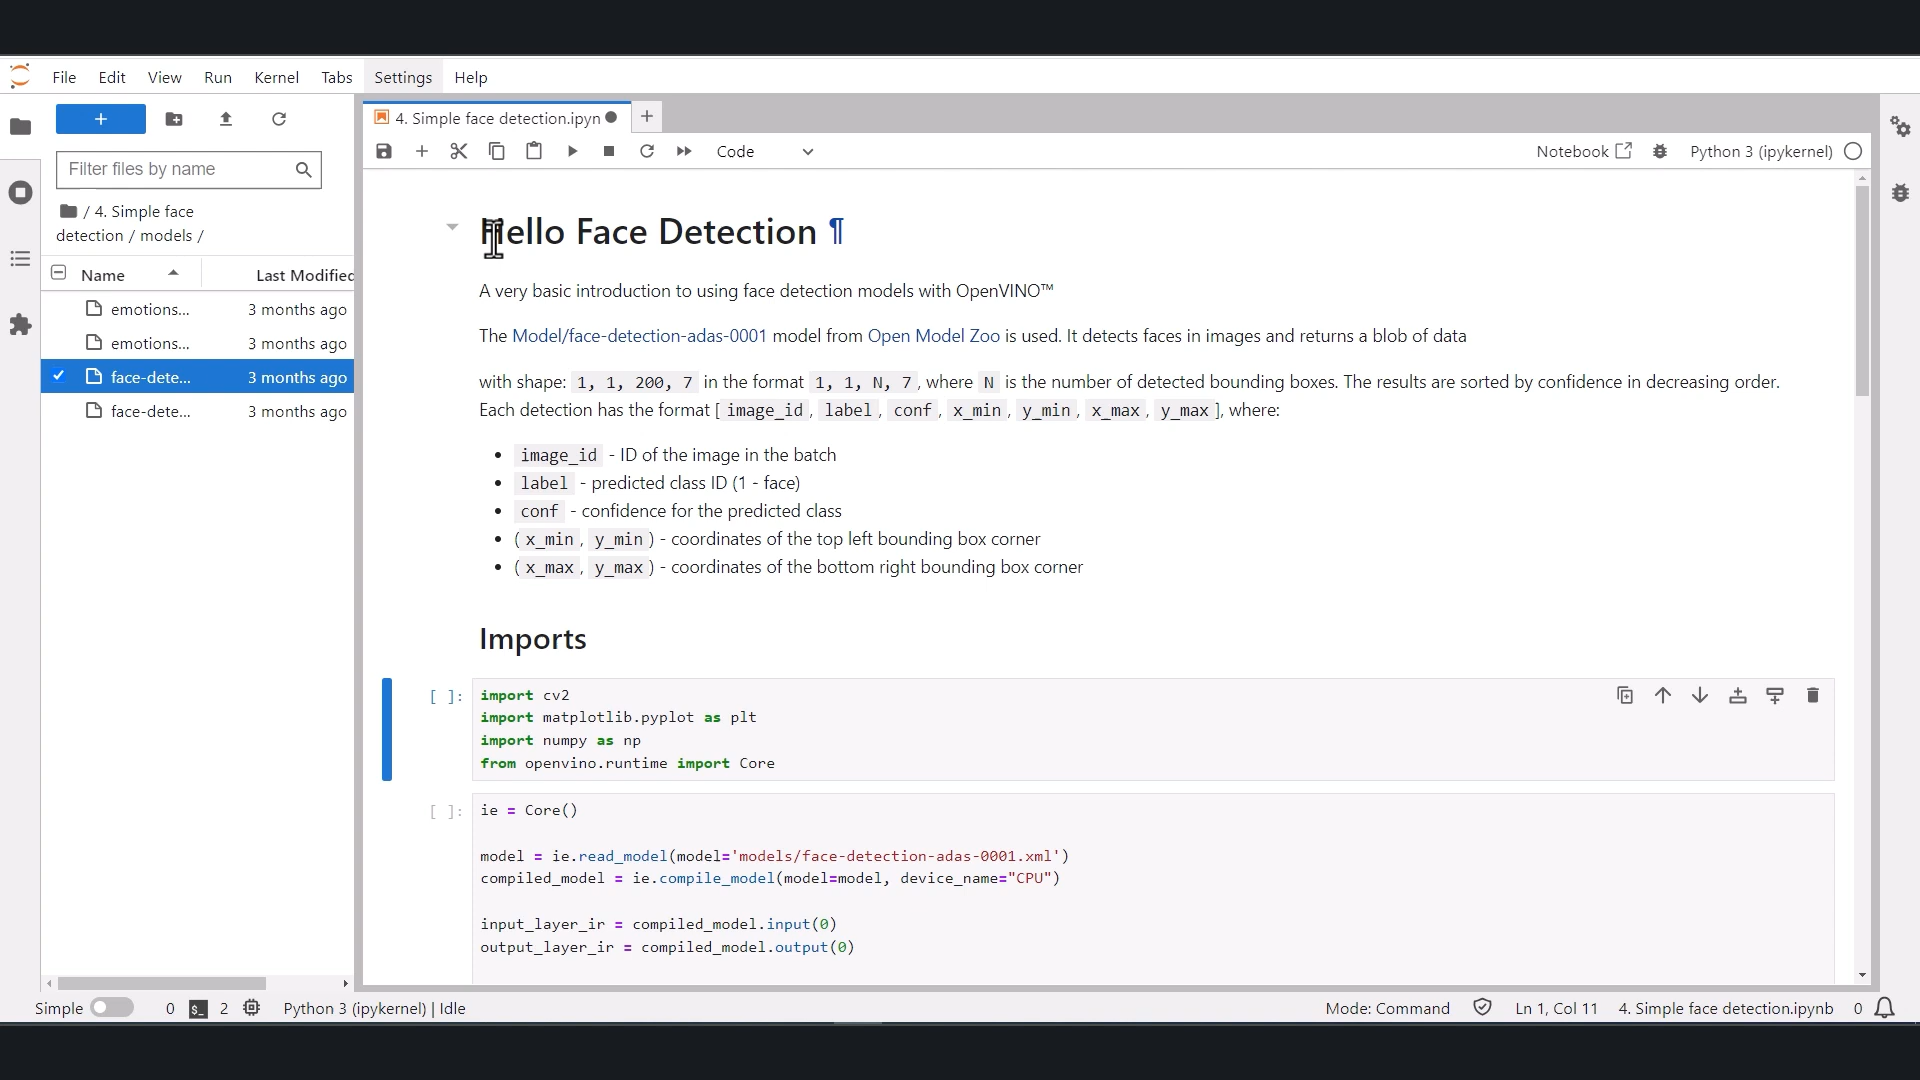 File Edit View Run Kernel Tabs Settings Help
+
Filter files by name
/ 4. Simple face
detection / models /
Name Last Modified
emotions... 3 months ago
emotions... 3 months ago
face-dete... 3 months ago
face-dete... 3 months ago
4. Simple face detection.ipyn
+
Code
Notebook
Python 3 (ipykernel)
Hello Face Detection ¶
A very basic introduction to using face detection models with OpenVINO™
The Model/face-detection-adas-0001 model from Open Model Zoo is used. It detects faces in images and returns a blob of data
with shape: 1, 1, 200, 7 in the format 1, 1, N, 7, where N is the number of detected bounding boxes. The results are sorted by confidence in decreasing order.
Each detection has the format [ image_id, label, conf, x_min, y_min, x_max, y_max ], where:
• image_id - ID of the image in the batch
• label - predicted class ID (1 - face)
• conf - confidence for the predicted class
• ( x_min, y_min ) - coordinates of the top left bounding box corner
• ( x_max, y_max ) - coordinates of the bottom right bounding box corner
Imports
[ ]: import cv2
import matplotlib.pyplot as plt
import numpy as np
from openvino.runtime import Core
[ ]: ie = Core()
model = ie.read_model(model='models/face-detection-adas-0001.xml')
compiled_model = ie.compile_model(model=model, device_name="CPU")
input_layer_ir = compiled_model.input(0)
output_layer_ir = compiled_model.output(0)
Simple 0 $_ 2 Python 3 (ipykernel) | Idle
Mode: Command Ln 1, Col 11 4. Simple face detection.ipynb 0